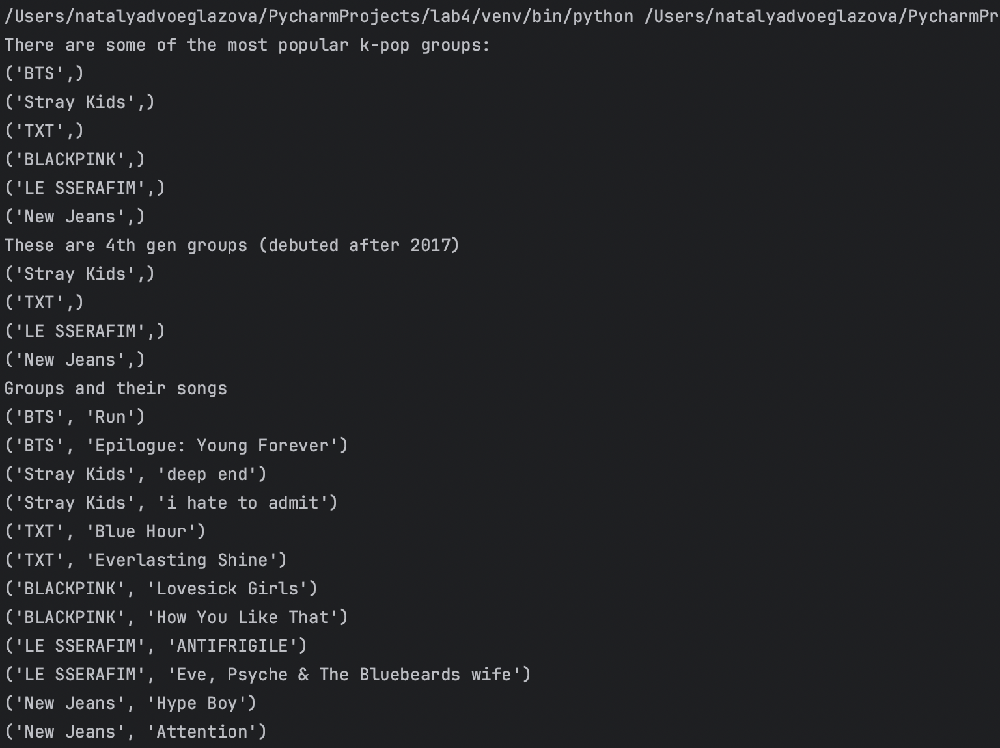 /Users/natalyadvoeglazova/PycharmProjects/lab4/venv/bin/python /Users/natalyadvoeglazova/PycharmPr
There are some of the most popular k-pop groups:
('BTS',)
('Stray Kids',)
('TXT',)
('BLACKPINK',)
('LE SSERAFIM',)
('New Jeans',)
These are 4th gen groups (debuted after 2017)
('Stray Kids',)
('TXT',)
('LE SSERAFIM',)
('New Jeans',)
Groups and their songs
('BTS', 'Run')
('BTS', 'Epilogue: Young Forever')
('Stray Kids', 'deep end')
('Stray Kids', 'i hate to admit')
('TXT', 'Blue Hour')
('TXT', 'Everlasting Shine')
('BLACKPINK', 'Lovesick Girls')
('BLACKPINK', 'How You Like That')
('LE SSERAFIM', 'ANTIFRIGILE')
('LE SSERAFIM', 'Eve, Psyche & The Bluebeards wife')
('New Jeans', 'Hype Boy')
('New Jeans', 'Attention')